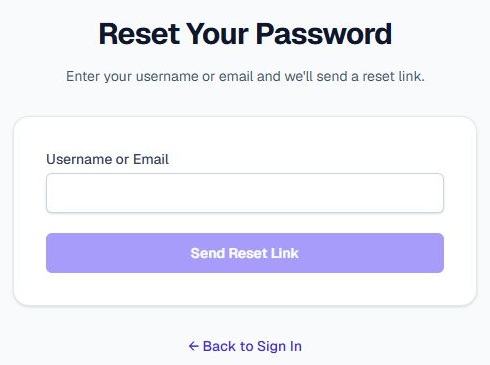 Reset Your Password
Enter your username or email and we'll send a reset link.
Username or Email
Send Reset Link
← Back to Sign In